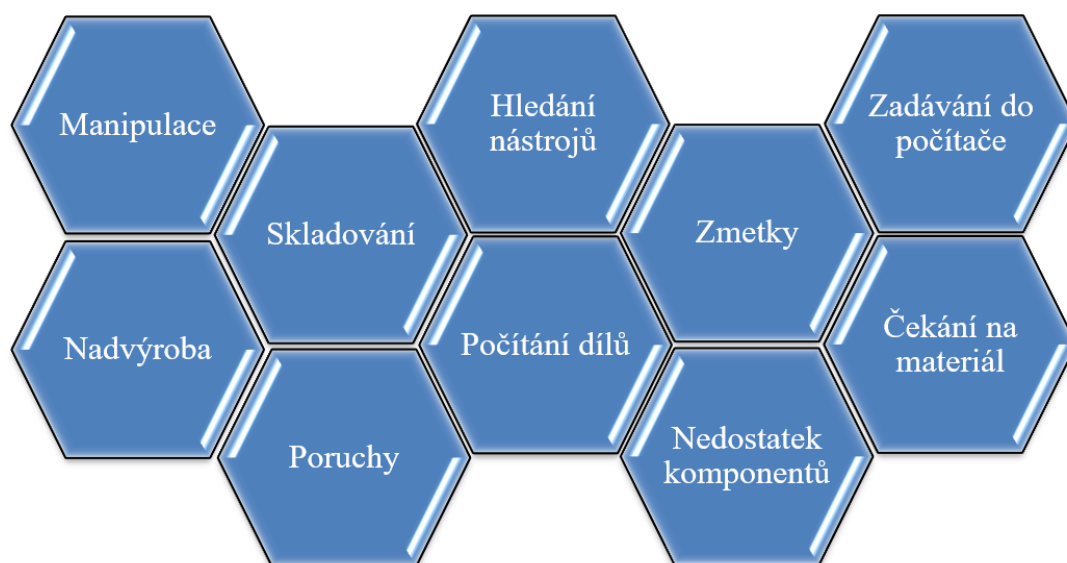 Manipulace
Hledání
nástrojů
Zadávání do
počítače
Skladování
Zmetky
Nadvýroba
Počítání dílů
Čekání na
materiál
Poruchy
Nedostatek
komponentů